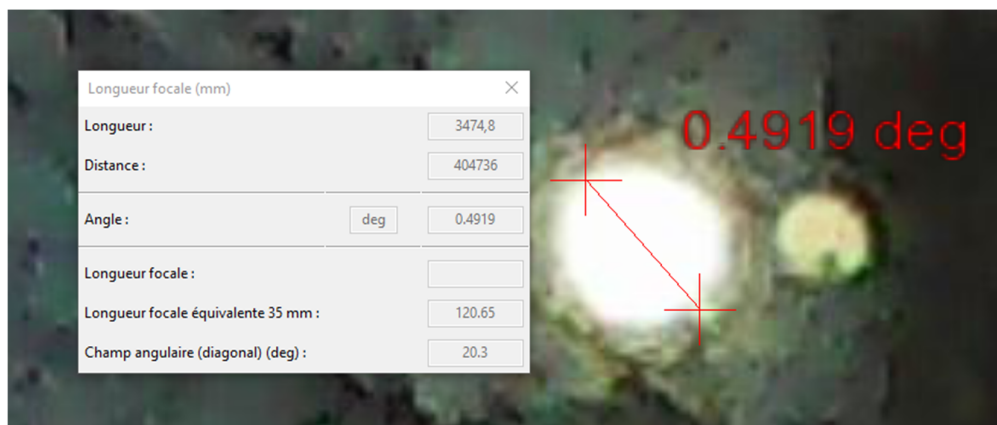 Longueur focale (mm)
Longueur : 3474,8
Distance : 404736
Angle : deg 0.4919
Longueur focale :
Longueur focale équivalente 35 mm : 120.65
Champ angulaire (diagonal) (deg) : 20.3
0.4919 deg